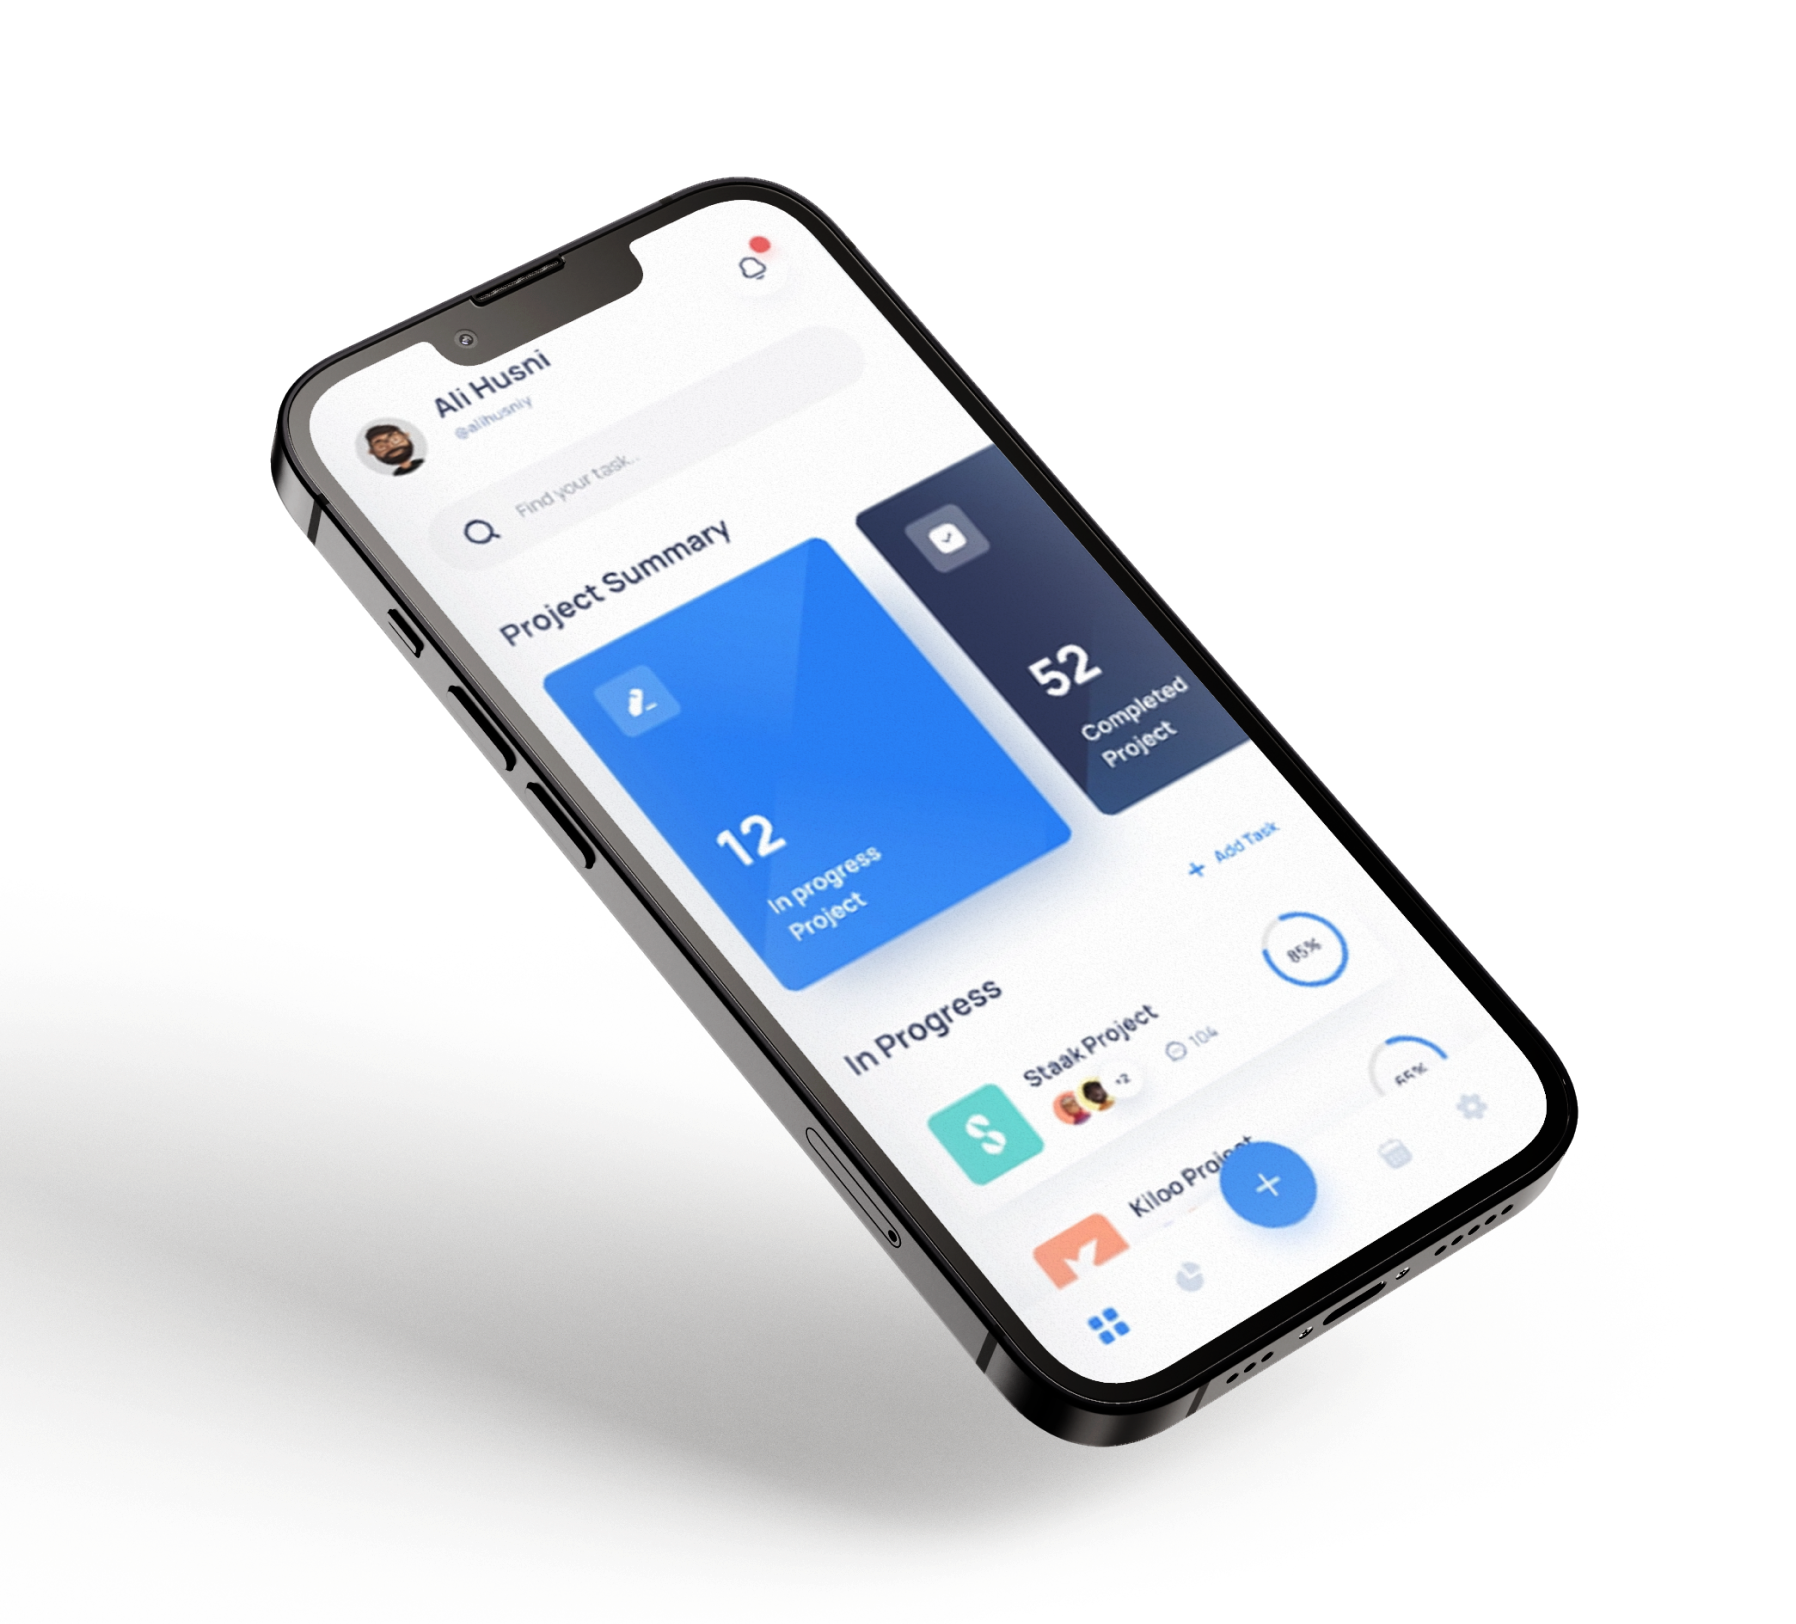 Ali Husni
@alihusniy
Find your task..
Project Summary
12
In progress
Project
52
Completed
Project
In Progress
+ Add Task
Staak Project
+2
104
85%
S
Kiloo Project
65%